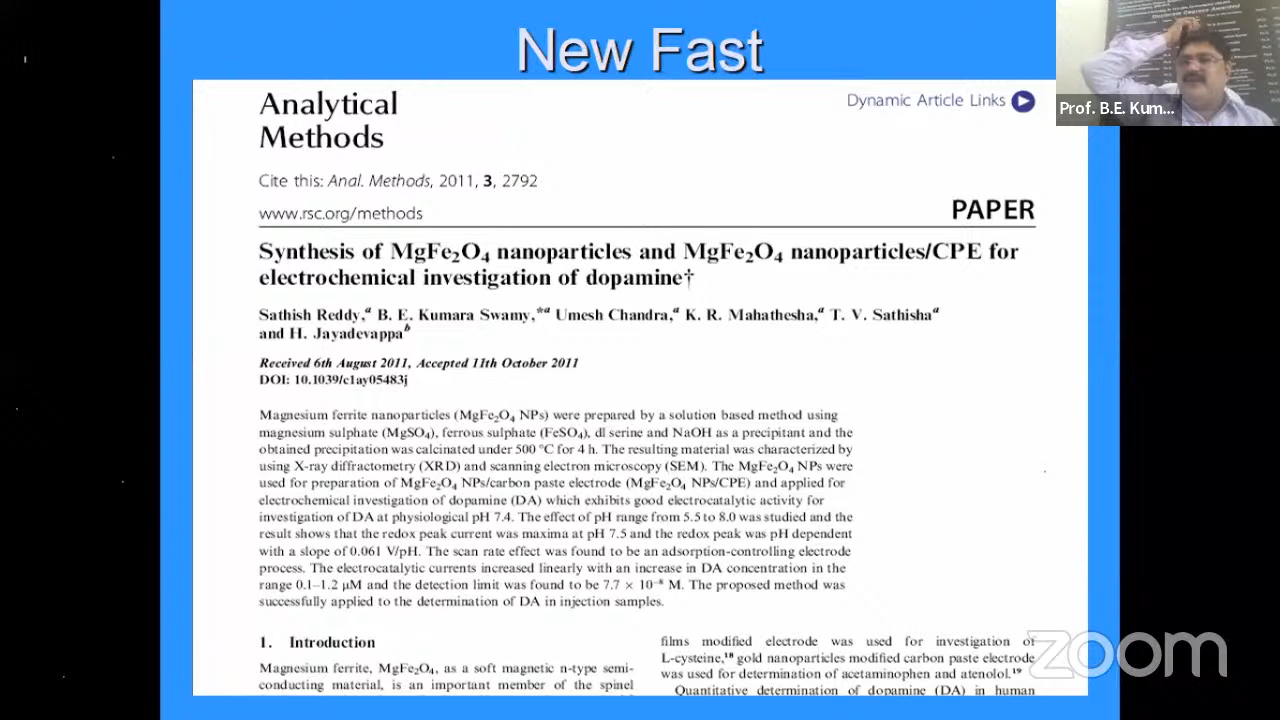 New Fast
Analytical
Methods
Dynamic Article Links
Cite this: Anal. Methods, 2011, 3, 2792
www.rsc.org/methods
PAPER
Synthesis of MgFe₂O₄ nanoparticles and MgFe₂O₄ nanoparticles/CPE for
electrochemical investigation of dopamine†
Sathish Reddy,ᵃ B. E. Kumara Swamy,*ᵃ Umesh Chandra,ᵃ K. R. Mahathesha,ᵃ T. V. Sathishaᵃ
and H. Jayadevappaᵇ
Received 6th August 2011, Accepted 11th October 2011
DOI: 10.1039/c1ay05483j
Magnesium ferrite nanoparticles (MgFe₂O₄ NPs) were prepared by a solution based method using
magnesium sulphate (MgSO₄), ferrous sulphate (FeSO₄), dl serine and NaOH as a precipitant and the
obtained precipitation was calcinated under 500 °C for 4 h. The resulting material was characterized by
using X-ray diffractometry (XRD) and scanning electron microscopy (SEM). The MgFe₂O₄ NPs were
used for preparation of MgFe₂O₄ NPs/carbon paste electrode (MgFe₂O₄ NPs/CPE) and applied for
electrochemical investigation of dopamine (DA) which exhibits good electrocatalytic activity for
investigation of DA at physiological pH 7.4. The effect of pH range from 5.5 to 8.0 was studied and the
result shows that the redox peak current was maxima at pH 7.5 and the redox peak was pH dependent
with a slope of 0.061 V/pH. The scan rate effect was found to be an adsorption-controlling electrode
process. The electrocatalytic currents increased linearly with an increase in DA concentration in the
range 0.1–1.2 μM and the detection limit was found to be 7.7 × 10⁻⁸ M. The proposed method was
successfully applied to the determination of DA in injection samples.
1. Introduction
Magnesium ferrite, MgFe₂O₄, as a soft magnetic n-type semi-
conducting material, is an important member of the spinel
films modified electrode was used for investigation of
L-cysteine,¹⁸ gold nanoparticles modified carbon paste electrode
was used for determination of acetaminophen and atenolol.¹⁹
Quantitative determination of dopamine (DA) in human
Prof. B.E. Kum...
Doctorate Degrees Awarded
zoom